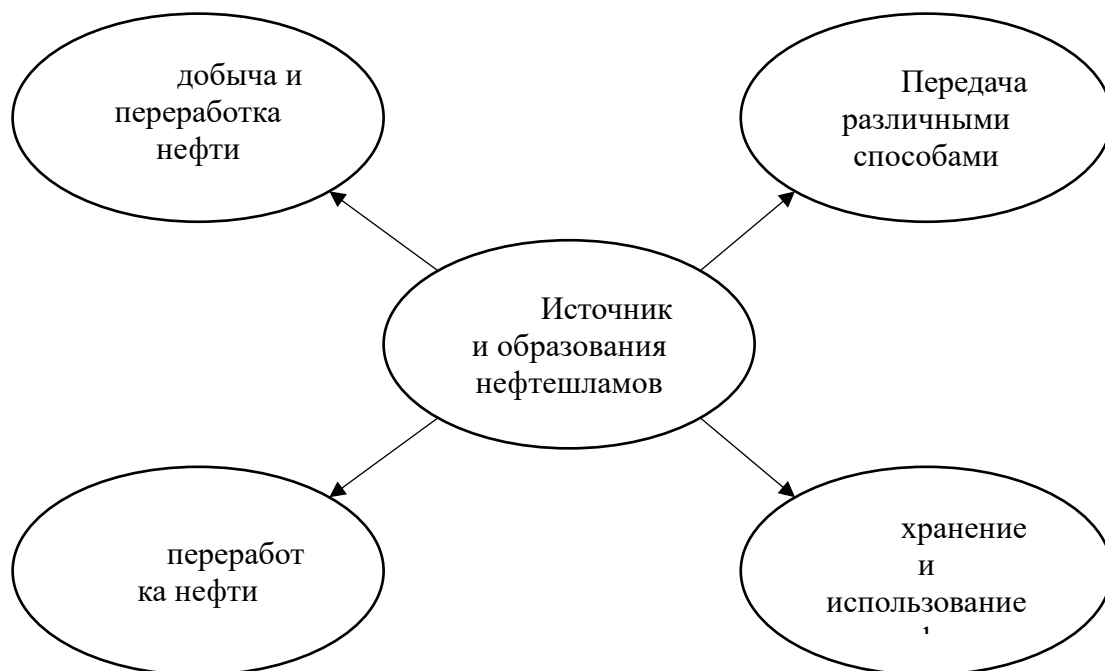 добыча и
переработка
нефти
Передача
различными
способами
Источник
и образования
нефтешламов
переработ
ка нефти
хранение
и
использование